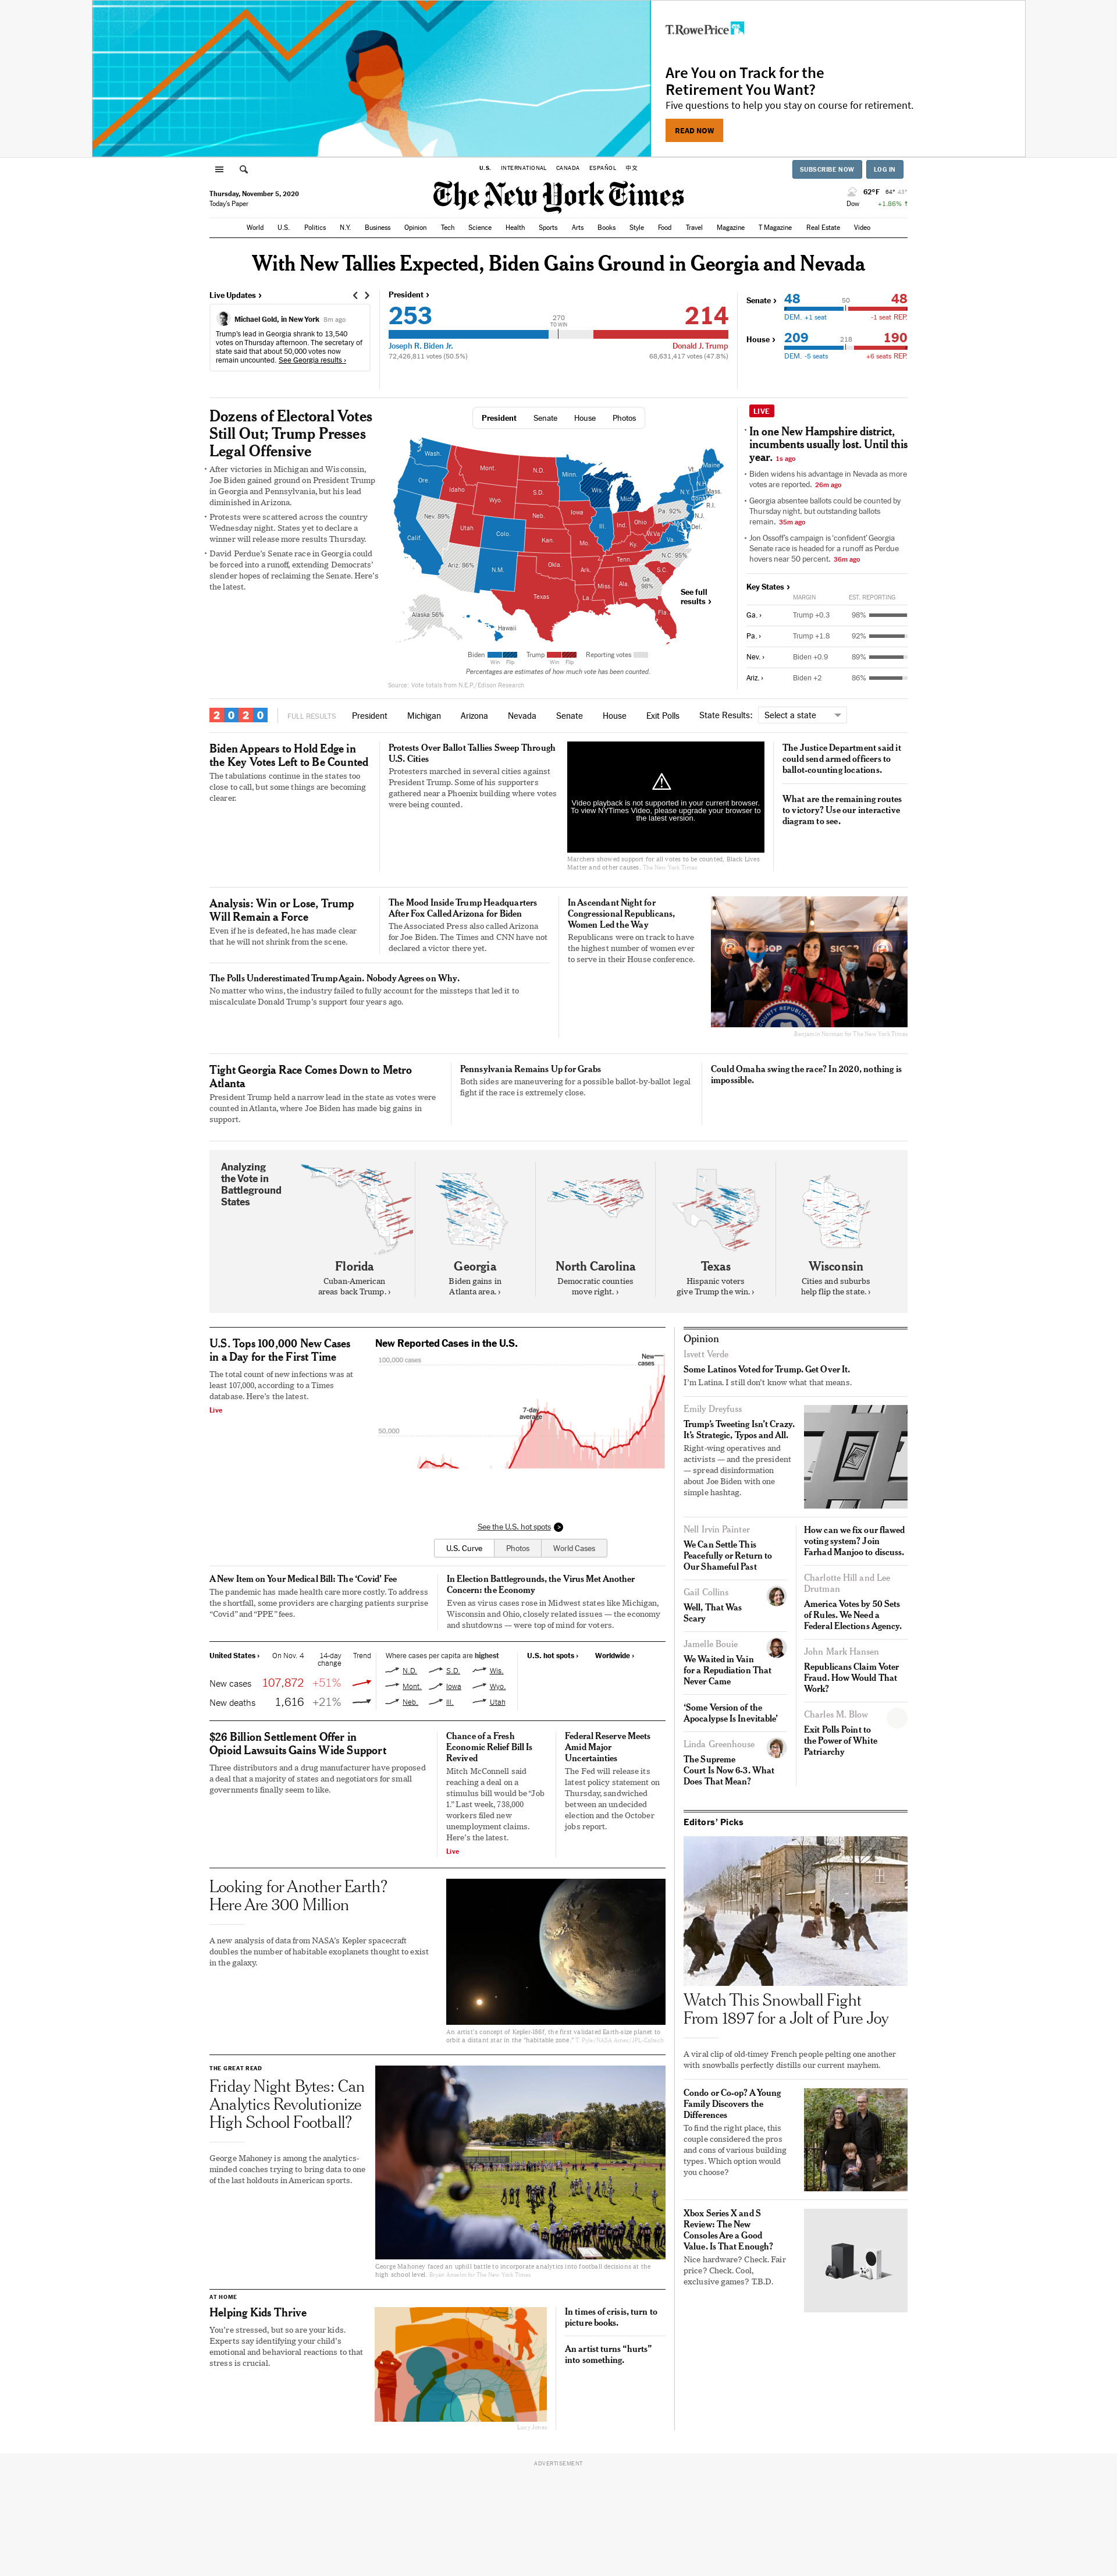 T.RowePrice
Are You on Track for the
Retirement You Want?
Five questions to help you stay on course for retirement.
READ NOW
U.S. INTERNATIONAL CANADA ESPAÑOL 中文
SUBSCRIBE NOW LOG IN
Thursday, November 5, 2020
Today's Paper
The New York Times
62°F 64° 43°
Dow +1.86% ↑
World U.S. Politics N.Y. Business Opinion Tech Science Health Sports Arts Books Style Food Travel Magazine T Magazine Real Estate Video
With New Tallies Expected, Biden Gains Ground in Georgia and Nevada
Live Updates ›
Michael Gold, in New York 8m ago
Trump's lead in Georgia shrank to 13,540
votes on Thursday afternoon. The secretary of
state said that about 50,000 votes now
remain uncounted. See Georgia results ›
President ›
253
270
TO WIN
214
Joseph R. Biden Jr. Donald J. Trump
72,426,811 votes (50.5%) 68,631,417 votes (47.8%)
Senate › 48 50 48
DEM. +1 seat -1 seat REP.
House › 209 218 190
DEM. -5 seats +6 seats REP.
Dozens of Electoral Votes
Still Out; Trump Presses
Legal Offensive
• After victories in Michigan and Wisconsin,
Joe Biden gained ground on President Trump
in Georgia and Pennsylvania, but his lead
diminished in Arizona.
• Protests were scattered across the country
Wednesday night. States yet to declare a
winner will release more results Thursday.
• David Perdue's Senate race in Georgia could
be forced into a runoff, extending Democrats'
slender hopes of reclaiming the Senate. Here's
the latest.
President Senate House Photos
Wash.
Ore.
Calif.
Nev. 89%
Idaho
Mont.
Wyo.
Utah
Colo.
Ariz. 86%
N.M.
N.D.
S.D.
Neb.
Kan.
Okla.
Texas
Minn.
Iowa
Mo.
Ark.
La.
Wis.
Ill.
Mich.
Ind.
Ohio
Ky.
Tenn.
Miss.
Ala.
Ga.
98%
Fla.
S.C.
N.C. 95%
Va.
W.Va.
Pa. 92%
N.Y.
Vt.
N.H.
Maine
Mass.
R.I.
N.J.
Del.
Alaska 56%
Hawaii
See full
results ›
Biden Trump Reporting votes
Win Flip Win Flip
Percentages are estimates of how much vote has been counted.
Source: Vote totals from N.E.P./Edison Research
LIVE
• In one New Hampshire district,
incumbents usually lost. Until this
year. 1s ago
• Biden widens his advantage in Nevada as more
votes are reported. 26m ago
• Georgia absentee ballots could be counted by
Thursday night, but outstanding ballots
remain. 35m ago
• Jon Ossoff's campaign is 'confident' Georgia
Senate race is headed for a runoff as Perdue
hovers near 50 percent. 36m ago
Key States ›
MARGIN EST. REPORTING
Ga. › Trump +0.3 98%
Pa. › Trump +1.8 92%
Nev. › Biden +0.9 89%
Ariz. › Biden +2 86%
2020 FULL RESULTS President Michigan Arizona Nevada Senate House Exit Polls State Results: Select a state
Biden Appears to Hold Edge in
the Key Votes Left to Be Counted
The tabulations continue in the states too
close to call, but some things are becoming
clearer.
Protests Over Ballot Tallies Sweep Through
U.S. Cities
Protesters marched in several cities against
President Trump. Some of his supporters
gathered near a Phoenix building where votes
were being counted.
Video playback is not supported in your current browser.
To view NYTimes Video, please upgrade your browser to
the latest version.
Marchers showed support for all votes to be counted, Black Lives
Matter and other causes. The New York Times
The Justice Department said it
could send armed officers to
ballot-counting locations.
What are the remaining routes
to victory? Use our interactive
diagram to see.
Analysis: Win or Lose, Trump
Will Remain a Force
Even if he is defeated, he has made clear
that he will not shrink from the scene.
The Mood Inside Trump Headquarters
After Fox Called Arizona for Biden
The Associated Press also called Arizona
for Joe Biden. The Times and CNN have not
declared a victor there yet.
The Polls Underestimated Trump Again. Nobody Agrees on Why.
No matter who wins, the industry failed to fully account for the missteps that led it to
miscalculate Donald Trump's support four years ago.
In Ascendant Night for
Congressional Republicans,
Women Led the Way
Republicans were on track to have
the highest number of women ever
to serve in their House conference.
Benjamin Norman for The New York Times
Tight Georgia Race Comes Down to Metro
Atlanta
President Trump held a narrow lead in the state as votes were
counted in Atlanta, where Joe Biden has made big gains in
support.
Pennsylvania Remains Up for Grabs
Both sides are maneuvering for a possible ballot-by-ballot legal
fight if the race is extremely close.
Could Omaha swing the race? In 2020, nothing is
impossible.
Analyzing
the Vote in
Battleground
States
Florida
Cuban-American
areas back Trump. ›
Georgia
Biden gains in
Atlanta area. ›
North Carolina
Democratic counties
move right. ›
Texas
Hispanic voters
give Trump the win. ›
Wisconsin
Cities and suburbs
help flip the state. ›
U.S. Tops 100,000 New Cases
in a Day for the First Time
The total count of new infections was at
least 107,000, according to a Times
database. Here's the latest.
Live
New Reported Cases in the U.S.
100,000 cases
New
cases
7-day
average
50,000
See the U.S. hot spots
U.S. Curve Photos World Cases
A New Item on Your Medical Bill: The 'Covid' Fee
The pandemic has made health care more costly. To address
the shortfall, some providers are charging patients surprise
“Covid” and “PPE” fees.
In Election Battlegrounds, the Virus Met Another
Concern: the Economy
Even as virus cases rose in Midwest states like Michigan,
Wisconsin and Ohio, closely related issues — the economy
and shutdowns — were top of mind for voters.
United States › On Nov. 4 14-day
change Trend
New cases 107,872 +51%
New deaths 1,616 +21%
Where cases per capita are highest
N.D. S.D. Wis.
Mont. Iowa Wyo.
Neb. Ill. Utah
U.S. hot spots › Worldwide ›
$26 Billion Settlement Offer in
Opioid Lawsuits Gains Wide Support
Three distributors and a drug manufacturer have proposed
a deal that a majority of states and negotiators for small
governments finally seem to like.
Chance of a Fresh
Economic Relief Bill Is
Revived
Mitch McConnell said
reaching a deal on a
stimulus bill would be “Job
1.” Last week, 738,000
workers filed new
unemployment claims.
Here's the latest.
Live
Federal Reserve Meets
Amid Major
Uncertainties
The Fed will release its
latest policy statement on
Thursday, sandwiched
between an undecided
election and the October
jobs report.
Looking for Another Earth?
Here Are 300 Million
A new analysis of data from NASA's Kepler spacecraft
doubles the number of habitable exoplanets thought to exist
in the galaxy.
An artist's concept of Kepler-186f, the first validated Earth-size planet to
orbit a distant star in the “habitable zone.” T. Pyle/NASA Ames/JPL-Caltech
THE GREAT READ
Friday Night Bytes: Can
Analytics Revolutionize
High School Football?
George Mahoney is among the analytics-
minded coaches trying to bring data to one
of the last holdouts in American sports.
George Mahoney faced an uphill battle to incorporate analytics into football decisions at the
high school level. Bryan Anselm for The New York Times
AT HOME
Helping Kids Thrive
You're stressed, but so are your kids.
Experts say identifying your child's
emotional and behavioral reactions to that
stress is crucial.
Lucy Jones
In times of crisis, turn to
picture books.
An artist turns “hurts”
into something.
Opinion
Isvett Verde
Some Latinos Voted for Trump. Get Over It.
I'm Latina. I still don't know what that means.
Emily Dreyfuss
Trump's Tweeting Isn't Crazy.
It's Strategic, Typos and All.
Right-wing operatives and
activists — and the president
— spread disinformation
about Joe Biden with one
simple hashtag.
Nell Irvin Painter
We Can Settle This
Peacefully or Return to
Our Shameful Past
Gail Collins
Well, That Was
Scary
Jamelle Bouie
We Waited in Vain
for a Repudiation That
Never Came
'Some Version of the
Apocalypse Is Inevitable'
Linda Greenhouse
The Supreme
Court Is Now 6-3. What
Does That Mean?
How can we fix our flawed
voting system? Join
Farhad Manjoo to discuss.
Charlotte Hill and Lee
Drutman
America Votes by 50 Sets
of Rules. We Need a
Federal Elections Agency.
John Mark Hansen
Republicans Claim Voter
Fraud. How Would That
Work?
Charles M. Blow
Exit Polls Point to
the Power of White
Patriarchy
Editors' Picks
Watch This Snowball Fight
From 1897 for a Jolt of Pure Joy
A viral clip of old-timey French people pelting one another
with snowballs perfectly distills our current mayhem.
Condo or Co-op? A Young
Family Discovers the
Differences
To find the right place, this
couple considered the pros
and cons of various building
types. Which option would
you choose?
Xbox Series X and S
Review: The New
Consoles Are a Good
Value. Is That Enough?
Nice hardware? Check. Fair
price? Check. Cool,
exclusive games? T.B.D.
ADVERTISEMENT